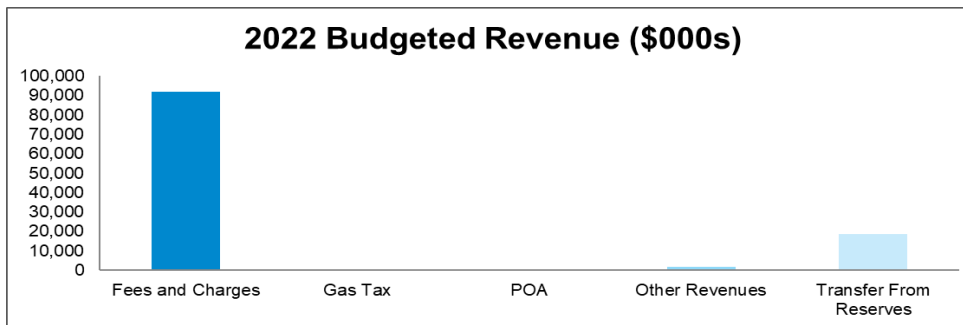 2022 Budgeted Revenue ($000s)
100,000
90,000
80,000
70,000
60,000
50,000
40,000
30,000
20,000
10,000
0
Fees and Charges
Gas Tax
POA
Other Revenues
Transfer From
Reserves